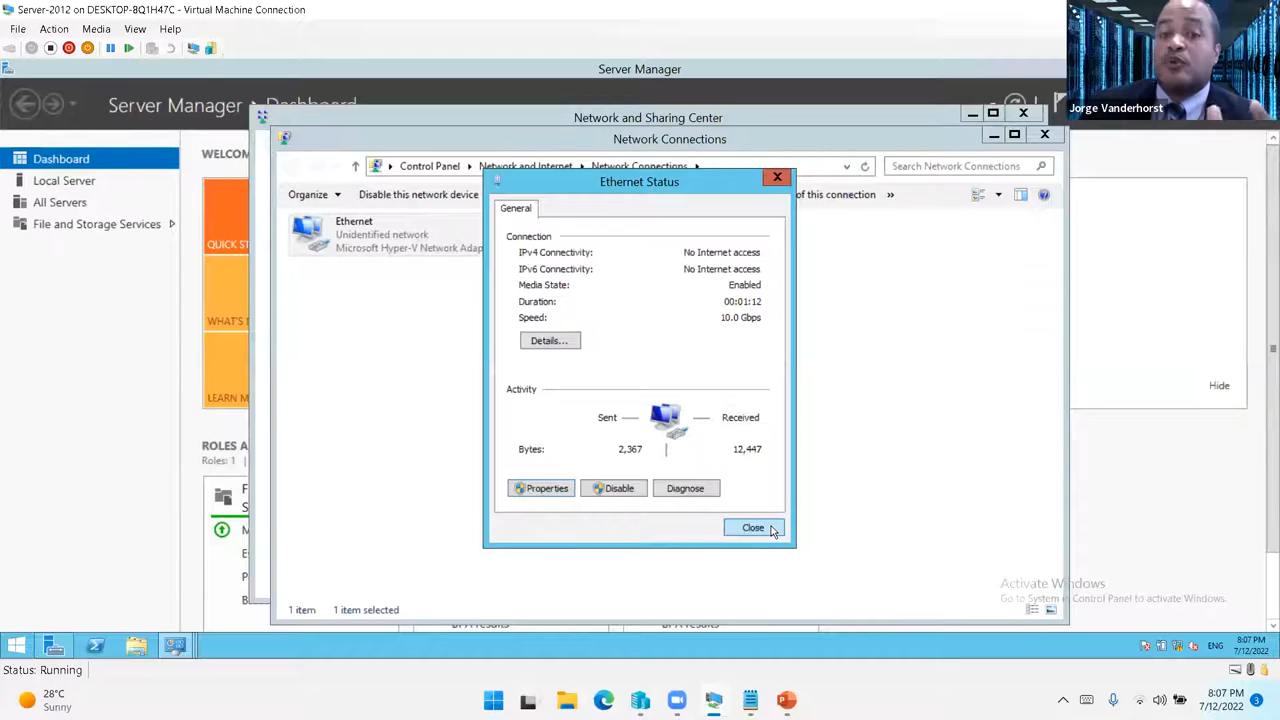 Server-2012 on DESKTOP-8Q1H47C - Virtual Machine Connection
File Action Media View Help
Server Manager
Server Manager Dashboard
Jorge Vanderhorst
Network and Sharing Center
Network Connections
Control Panel Network and Internet Network Connections
Search Network Connections
Organize Disable this network device of this connection »
Dashboard
Local Server
All Servers
File and Storage Services
WELCOM
QUICK ST
WHAT'S N
LEARN M
Hide
ROLES A
Roles: 1
F
S
M
E
P
B
Ethernet
Unidentified network
Microsoft Hyper-V Network Adap
Ethernet Status
General
Connection
IPv4 Connectivity: No Internet access
IPv6 Connectivity: No Internet access
Media State: Enabled
Duration: 00:01:12
Speed: 10.0 Gbps
Details...
Activity
Sent Received
Bytes: 2,367 12,447
Properties Disable Diagnose
Close
Activate Windows
Go to System in Control Panel to activate Windows.
1 item 1 item selected
BPA results BPA results
ENG
8:07 PM
7/12/2022
Status: Running
28°C
Sunny
8:07 PM
7/12/2022
3